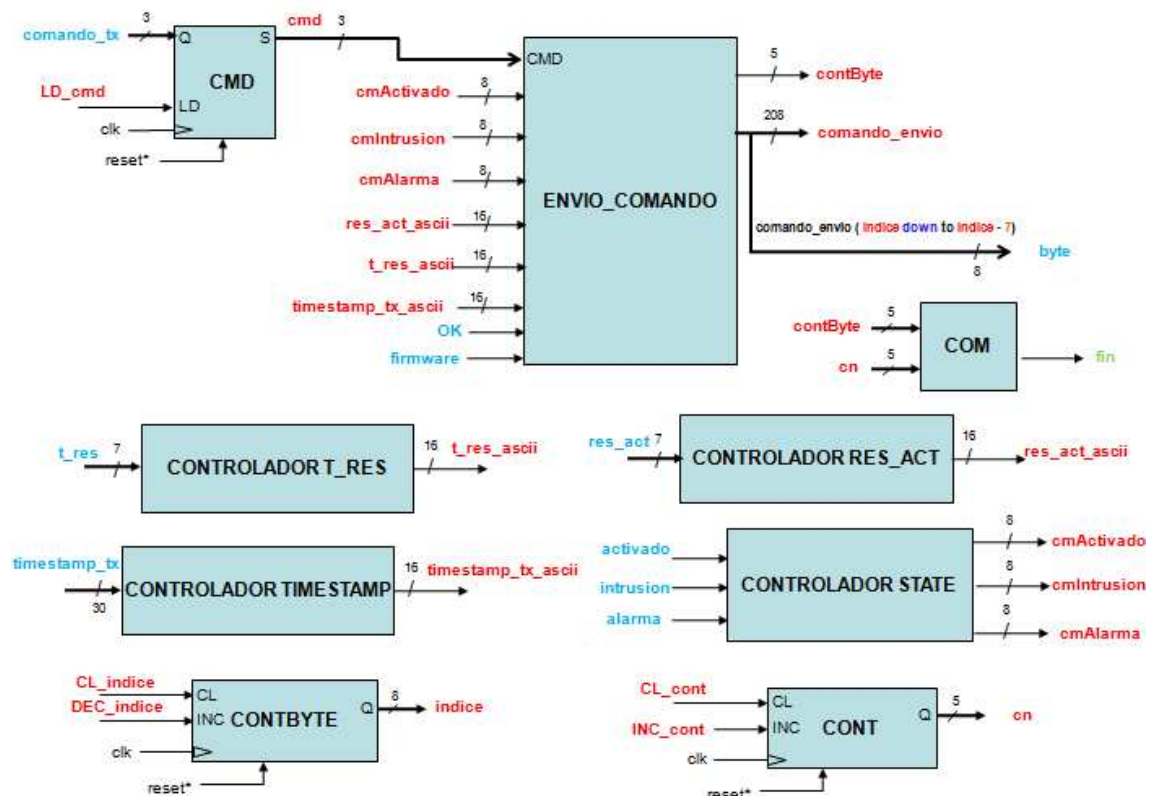 comando_tx
3
Q
S
cmd
3
CMD
LD_cmd
LD
clk
reset*
CMD
cmActivado
8
cmIntrusion
8
cmAlarma
8
res_act_ascii
16
t_res_ascii
16
timestamp_tx_ascii
16
OK
firmware
ENVIO_COMANDO
5
contByte
208
comando_envio
comando_envio ( indice down to indice - 7)
8
byte
contByte
5
cn
5
COM
fin
t_res
7
CONTROLADOR T_RES
16
t_res_ascii
res_act
7
CONTROLADOR RES_ACT
16
res_act_ascii
timestamp_tx
30
CONTROLADOR TIMESTAMP
16
timestamp_tx_ascii
activado
intrusion
alarma
CONTROLADOR STATE
8
cmActivado
8
cmIntrusion
8
cmAlarma
CL_indice
CL
DEC_indice
INC
CONTBYTE
Q
8
indice
clk
reset*
CL_cont
CL
INC_cont
INC
CONT
Q
5
cn
clk
reset*